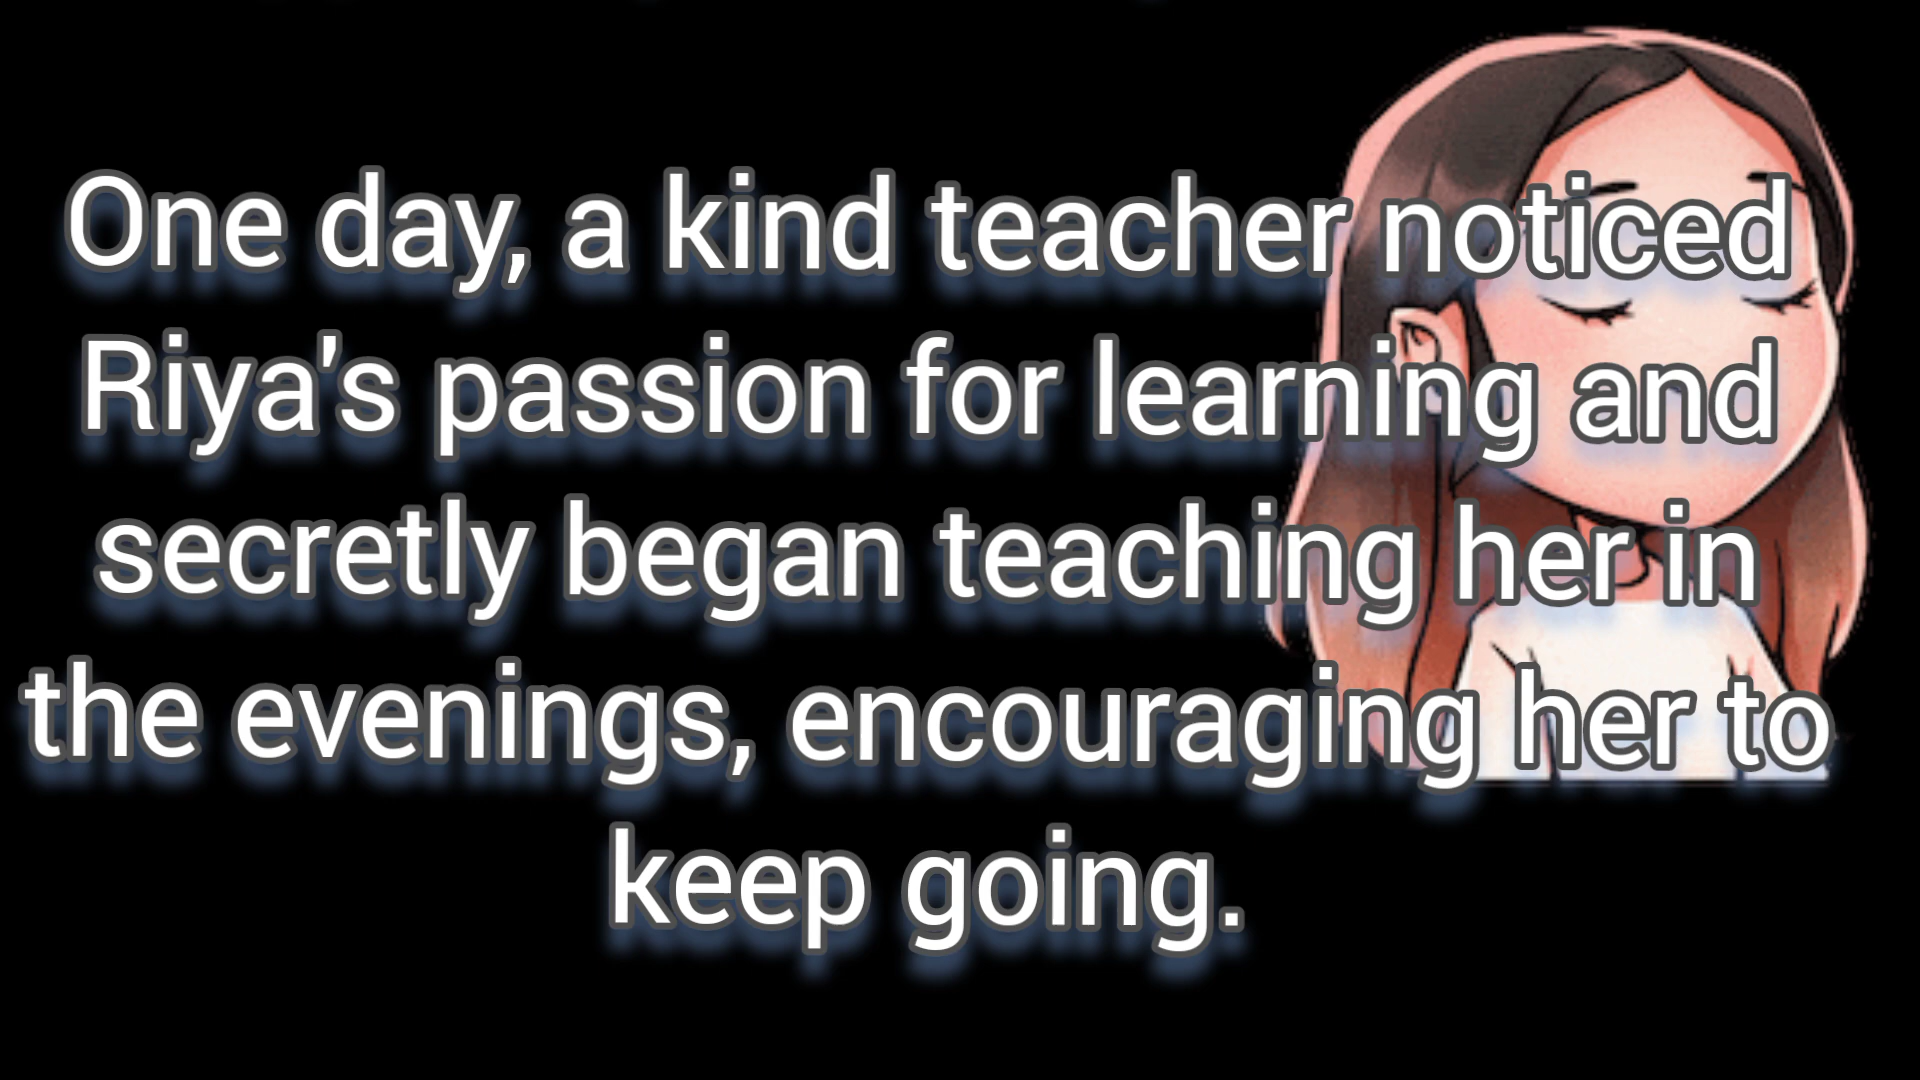 One day, a kind teacher noticed
Riya's passion for learning and
secretly began teaching her in
the evenings, encouraging her to
keep going.